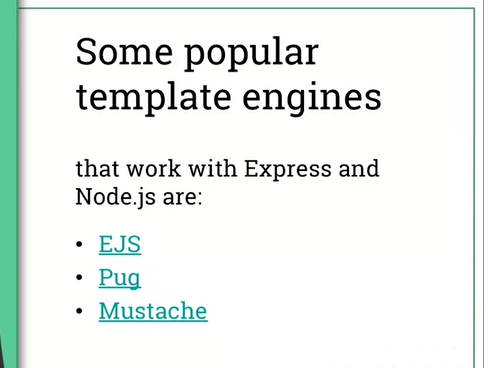 Some popular
template engines
that work with Express and
Node.js are:
• EJS
• Pug
• Mustache